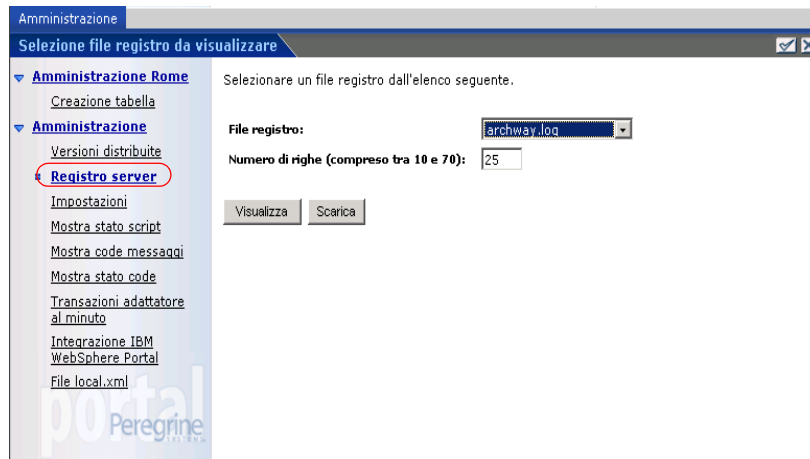 Amministrazione
Selezione file registro da visualizzare
Amministrazione Rome
Creazione tabella
Amministrazione
Versioni distribuite
Registro server
Impostazioni
Mostra stato script
Mostra code messaggi
Mostra stato code
Transazioni adattatore
al minuto
Integrazione IBM
WebSphere Portal
File local.xml
portal
Peregrine
SYSTEMS
Selezionare un file registro dall'elenco seguente.
File registro: archway.log
Numero di righe (compreso tra 10 e 70): 25
Visualizza Scarica